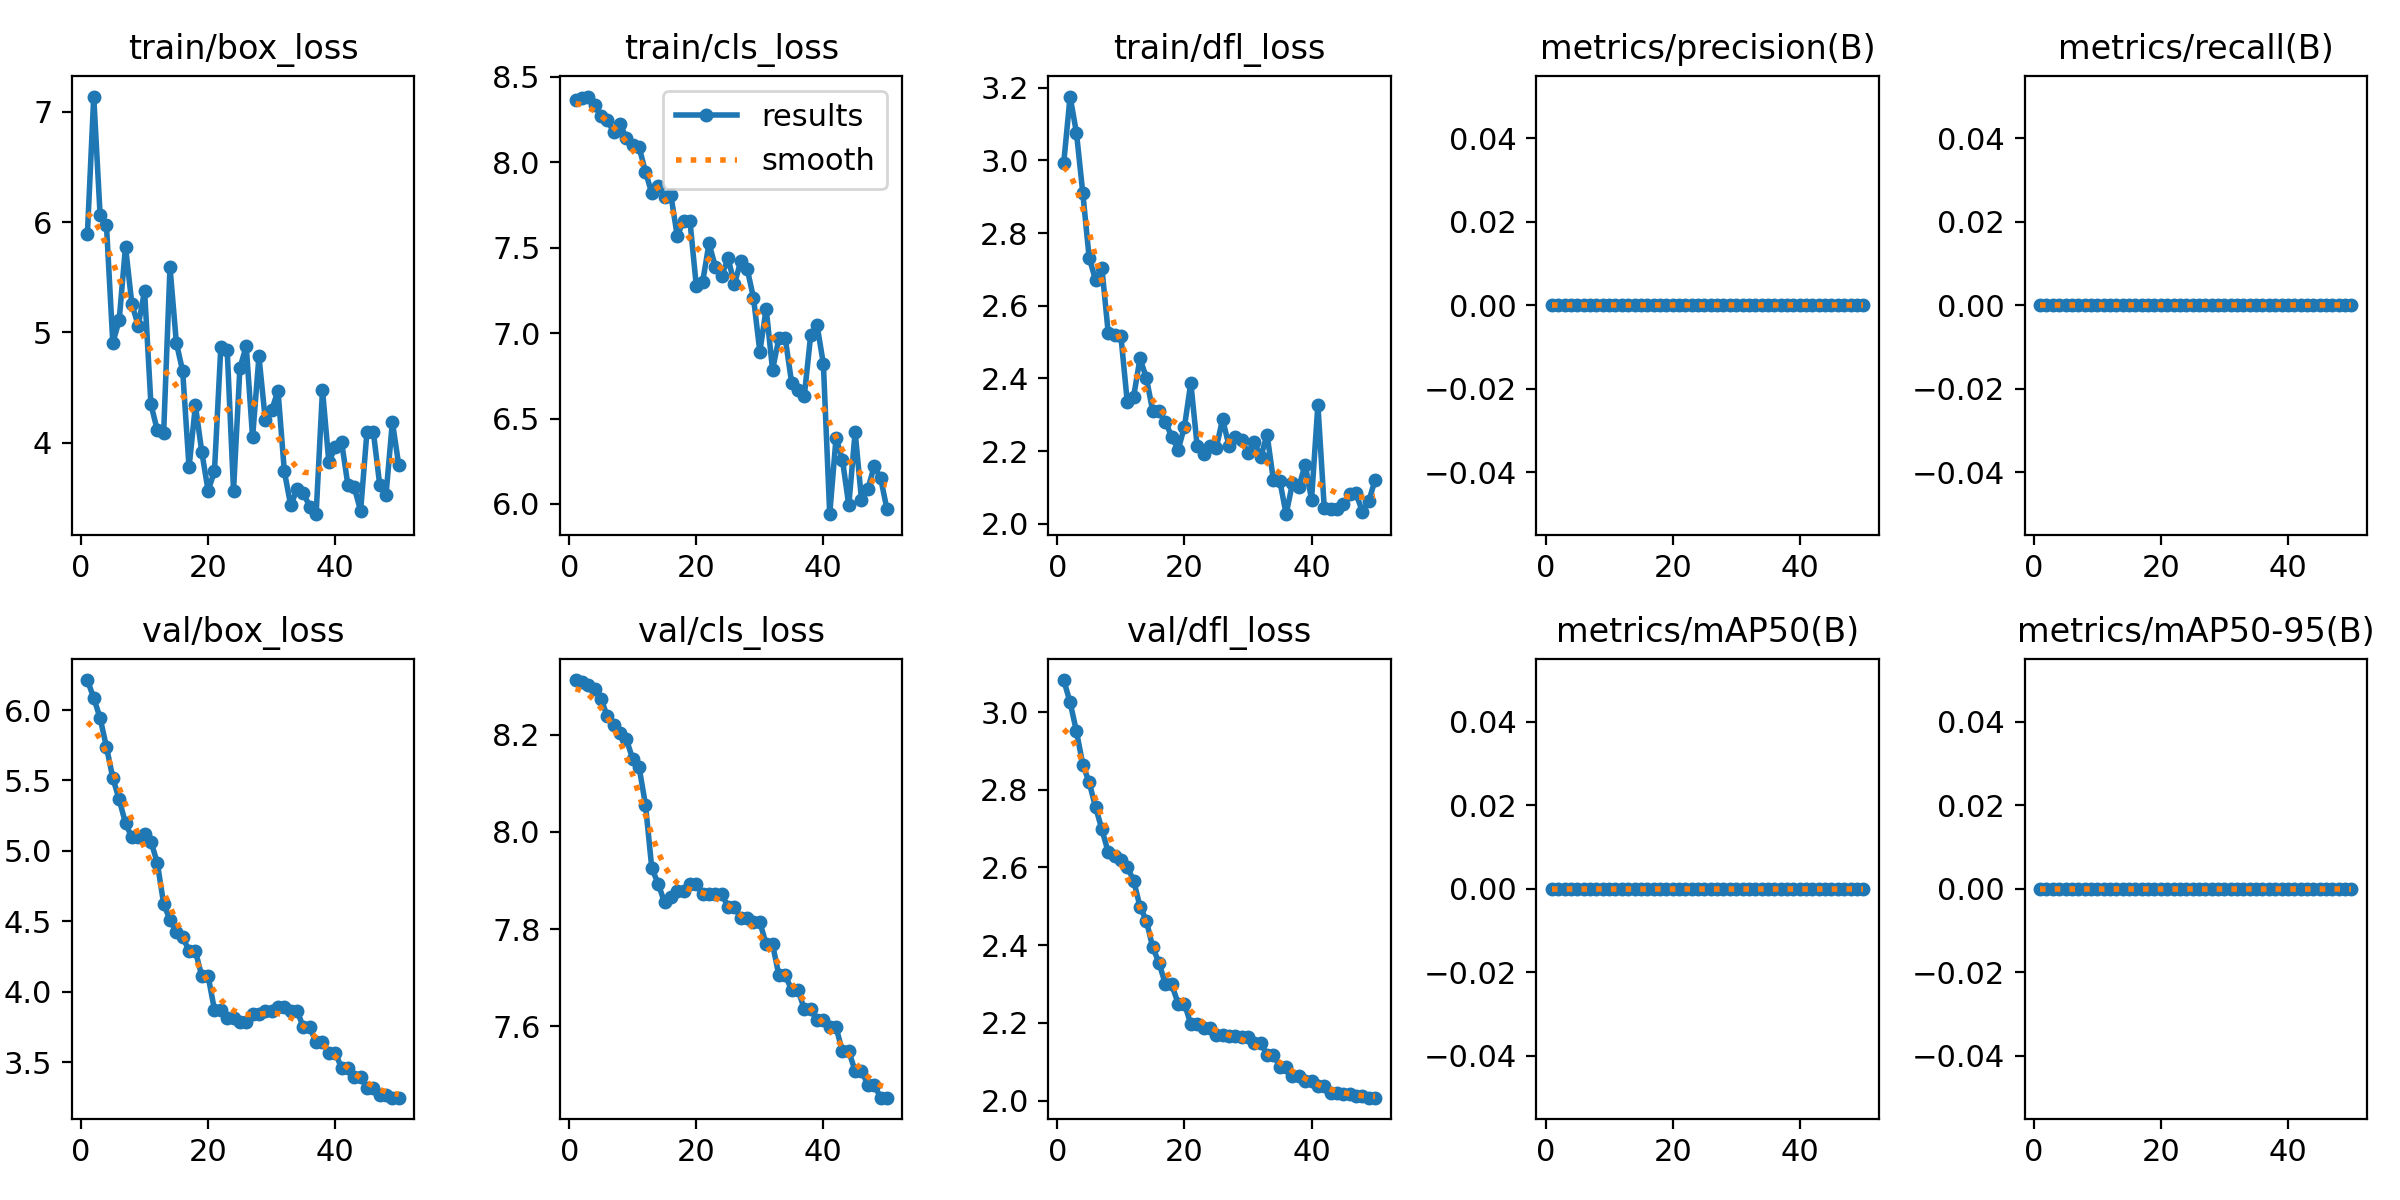 train/box_loss
train/cls_loss
train/dfl_loss
metrics/precision(B)
metrics/recall(B)
7
6
5
4
0 20 40
8.5
8.0
7.5
7.0
6.5
6.0
results
smooth
0 20 40
3.2
3.0
2.8
2.6
2.4
2.2
2.0
0 20 40
0.04
0.02
0.00
−0.02
−0.04
0 20 40
0.04
0.02
0.00
−0.02
−0.04
0 20 40
val/box_loss
val/cls_loss
val/dfl_loss
metrics/mAP50(B)
metrics/mAP50-95(B)
6.0
5.5
5.0
4.5
4.0
3.5
0 20 40
8.2
8.0
7.8
7.6
0 20 40
3.0
2.8
2.6
2.4
2.2
2.0
0 20 40
0.04
0.02
0.00
−0.02
−0.04
0 20 40
0.04
0.02
0.00
−0.02
−0.04
0 20 40